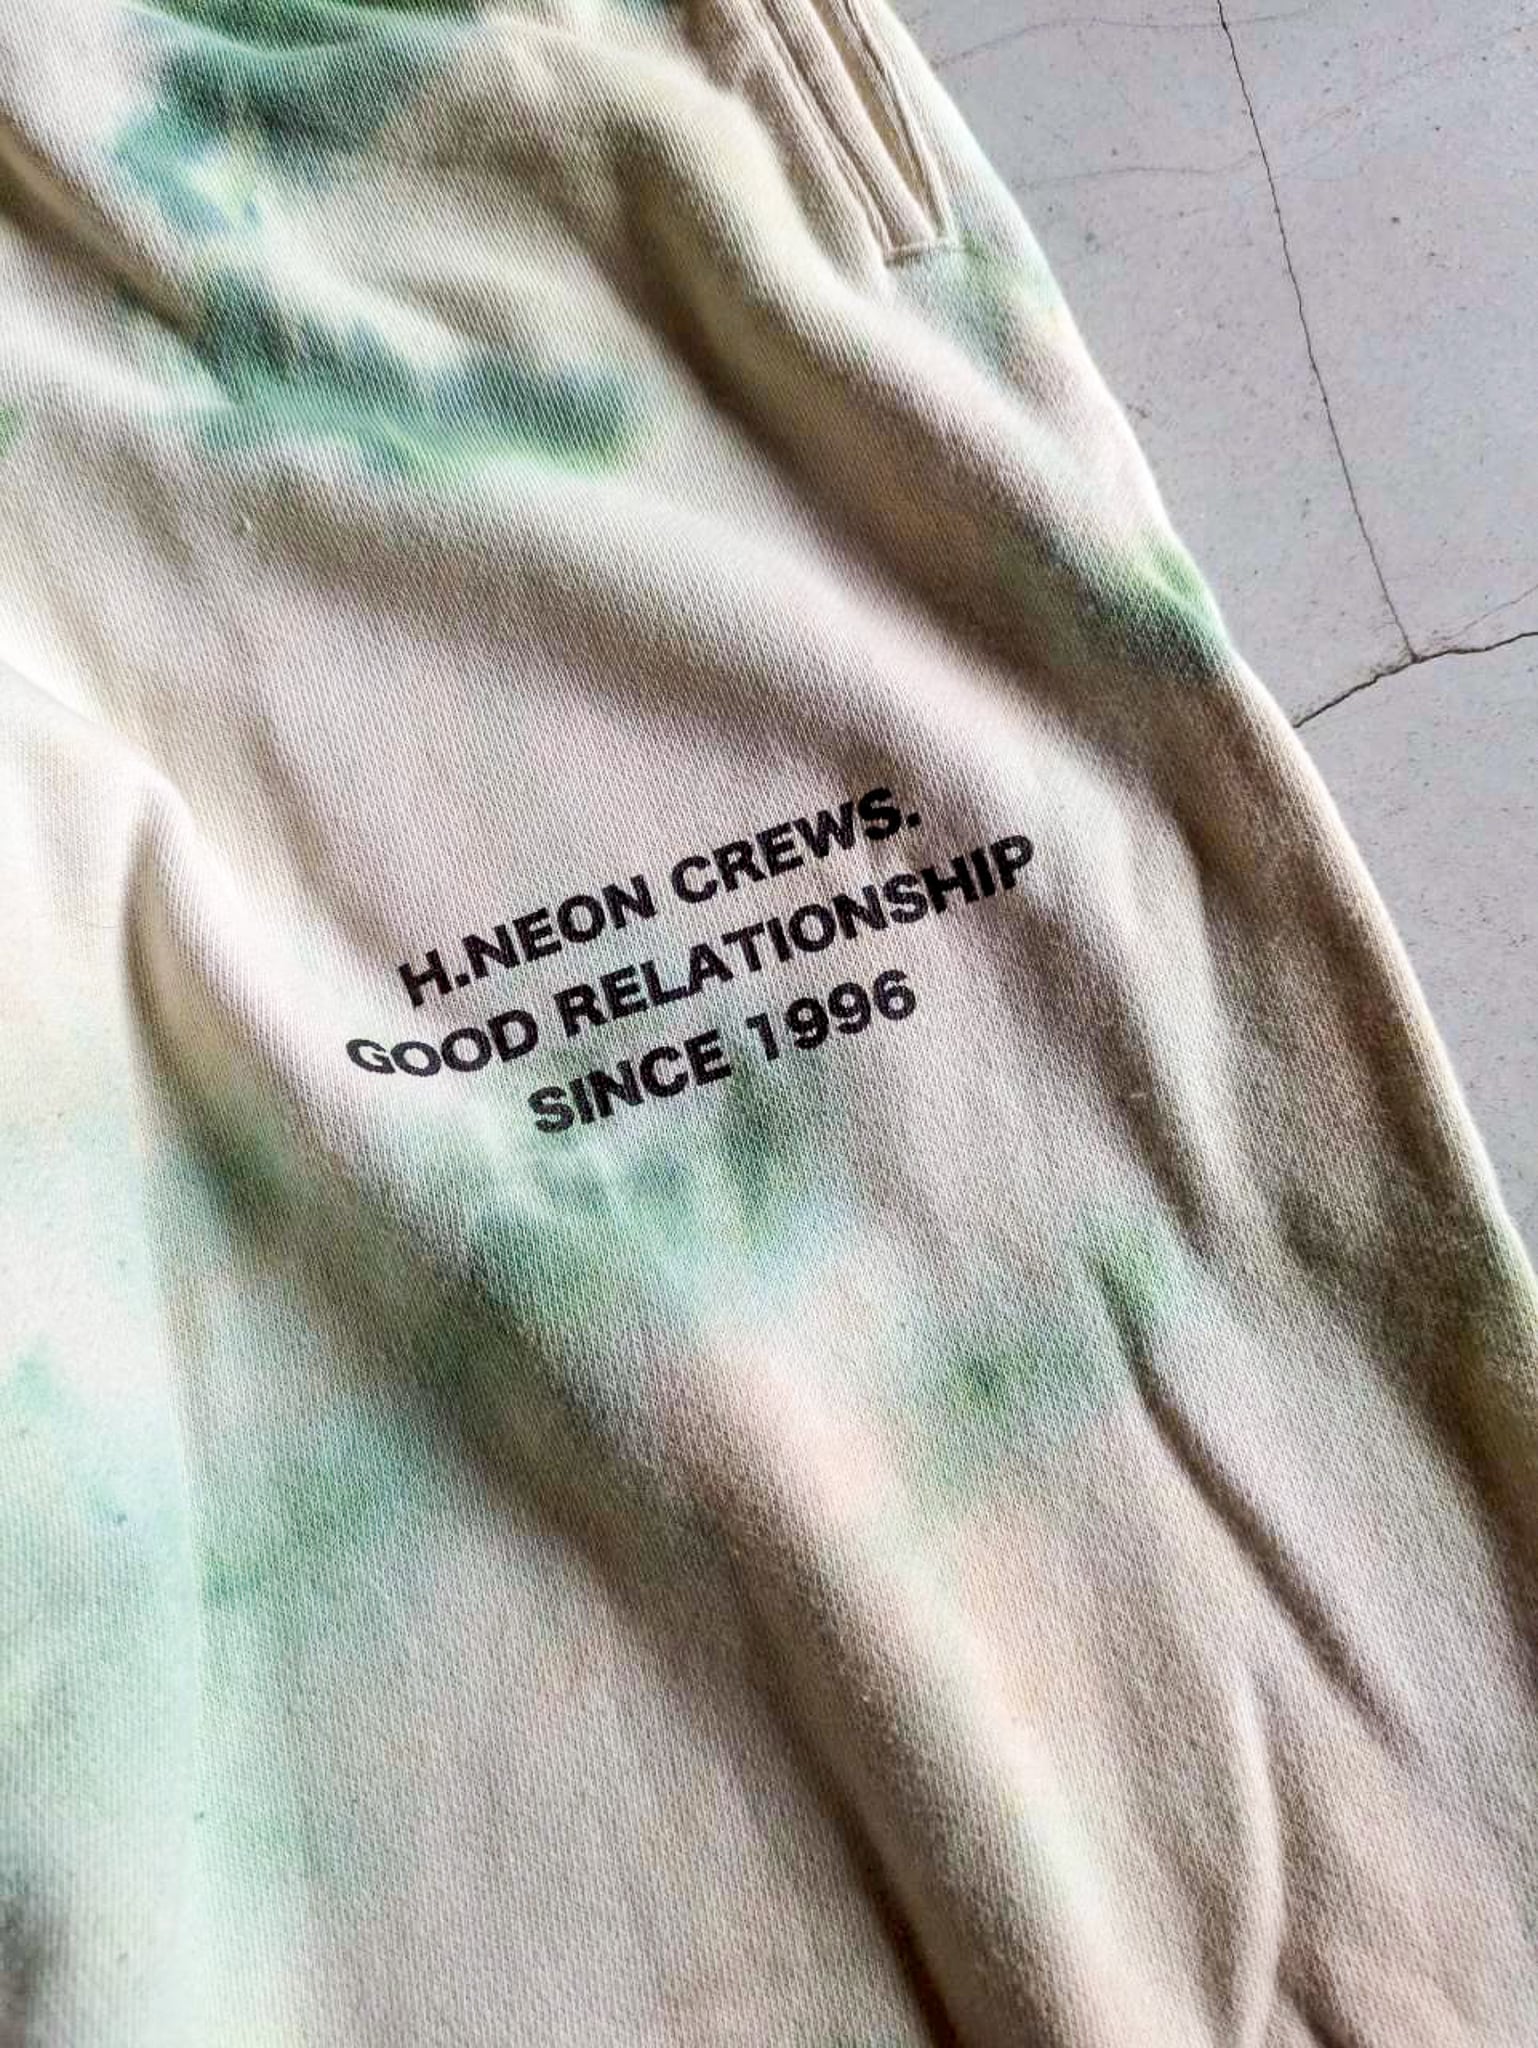 H.NEON CREWS.
GOOD RELATIONSHIP
SINCE 1996